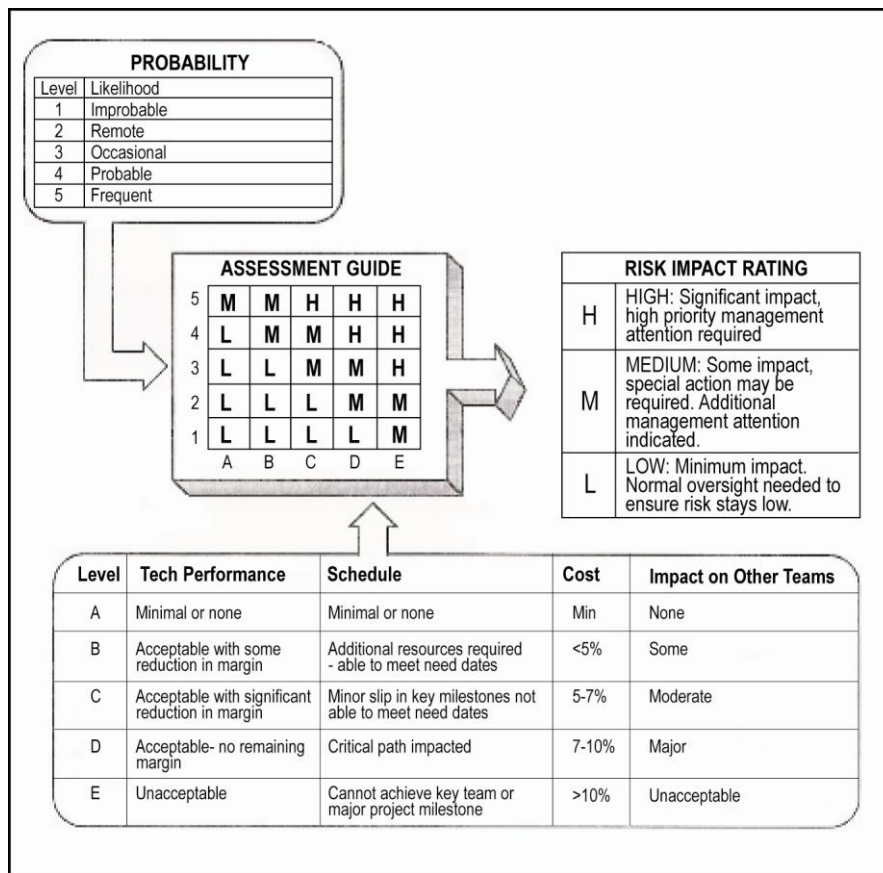 PROBABILITY
Level Likelihood
1 Improbable
2 Remote
3 Occasional
4 Probable
5 Frequent
ASSESSMENT GUIDE
5 M M H H H
4 L M M H H
3 L L M M H
2 L L L M M
1 L L L L M
A B C D E
RISK IMPACT RATING
H HIGH: Significant impact,
high priority management
attention required
M MEDIUM: Some impact,
special action may be
required. Additional
management attention
indicated.
L LOW: Minimum impact.
Normal oversight needed to
ensure risk stays low.
Level Tech Performance Schedule Cost Impact on Other Teams
A Minimal or none Minimal or none Min None
B Acceptable with some reduction in margin Additional resources required - able to meet need dates <5% Some
C Acceptable with significant reduction in margin Minor slip in key milestones not able to meet need dates 5-7% Moderate
D Acceptable- no remaining margin Critical path impacted 7-10% Major
E Unacceptable Cannot achieve key team or major project milestone >10% Unacceptable